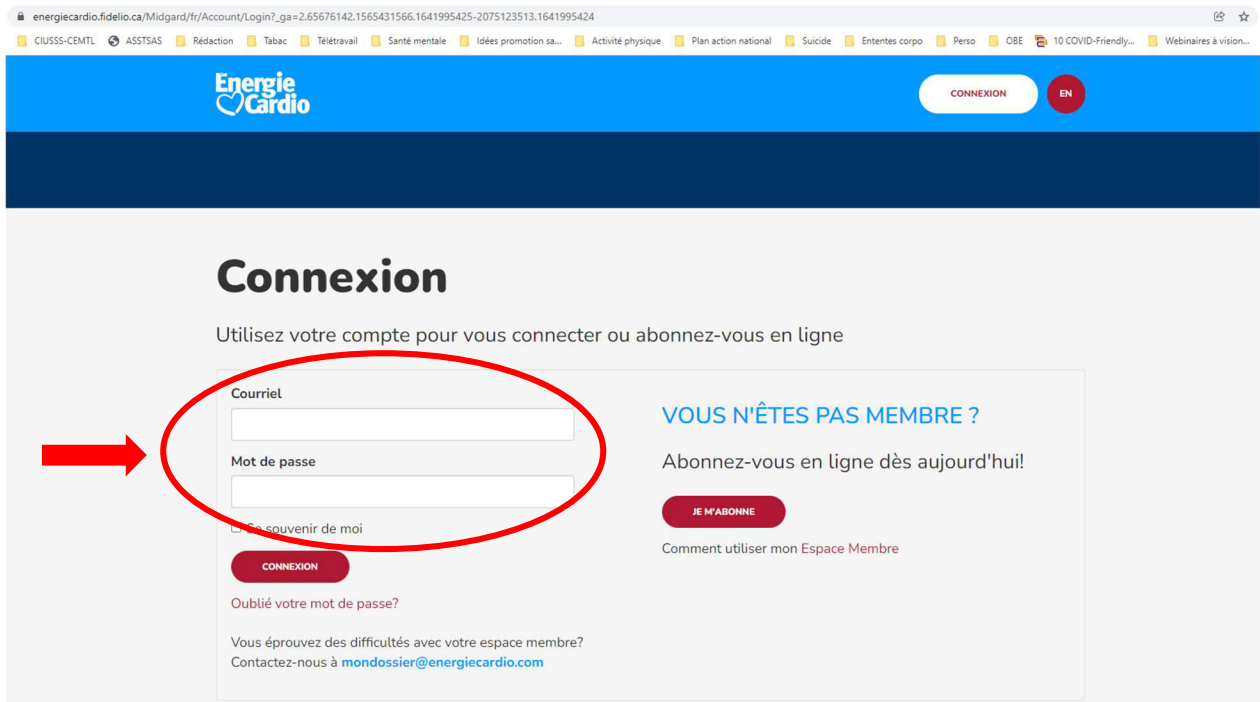 energiecardio.fidelio.ca/Midgard/fr/Account/Login?_ga=2.65676142.1565431566.1641995425-2075123513.1641995424
CIUSSS-CEMTL ASSTSAS Rédaction Tabac Télétravail Santé mentale Idées promotion sa... Activité physique Plan action national Suicide Ententes corpo Perso OBE 10 COVID-Friendly... Webinaires à vision...
Energie
Cardio
CONNEXION
EN
Connexion
Utilisez votre compte pour vous connecter ou abonnez-vous en ligne
Courriel
Mot de passe
Se souvenir de moi
CONNEXION
Oublié votre mot de passe?
Vous éprouvez des difficultés avec votre espace membre?
Contactez-nous à mondossier@energiecardio.com
VOUS N'ÊTES PAS MEMBRE ?
Abonnez-vous en ligne dès aujourd'hui!
JE M'ABONNE
Comment utiliser mon Espace Membre